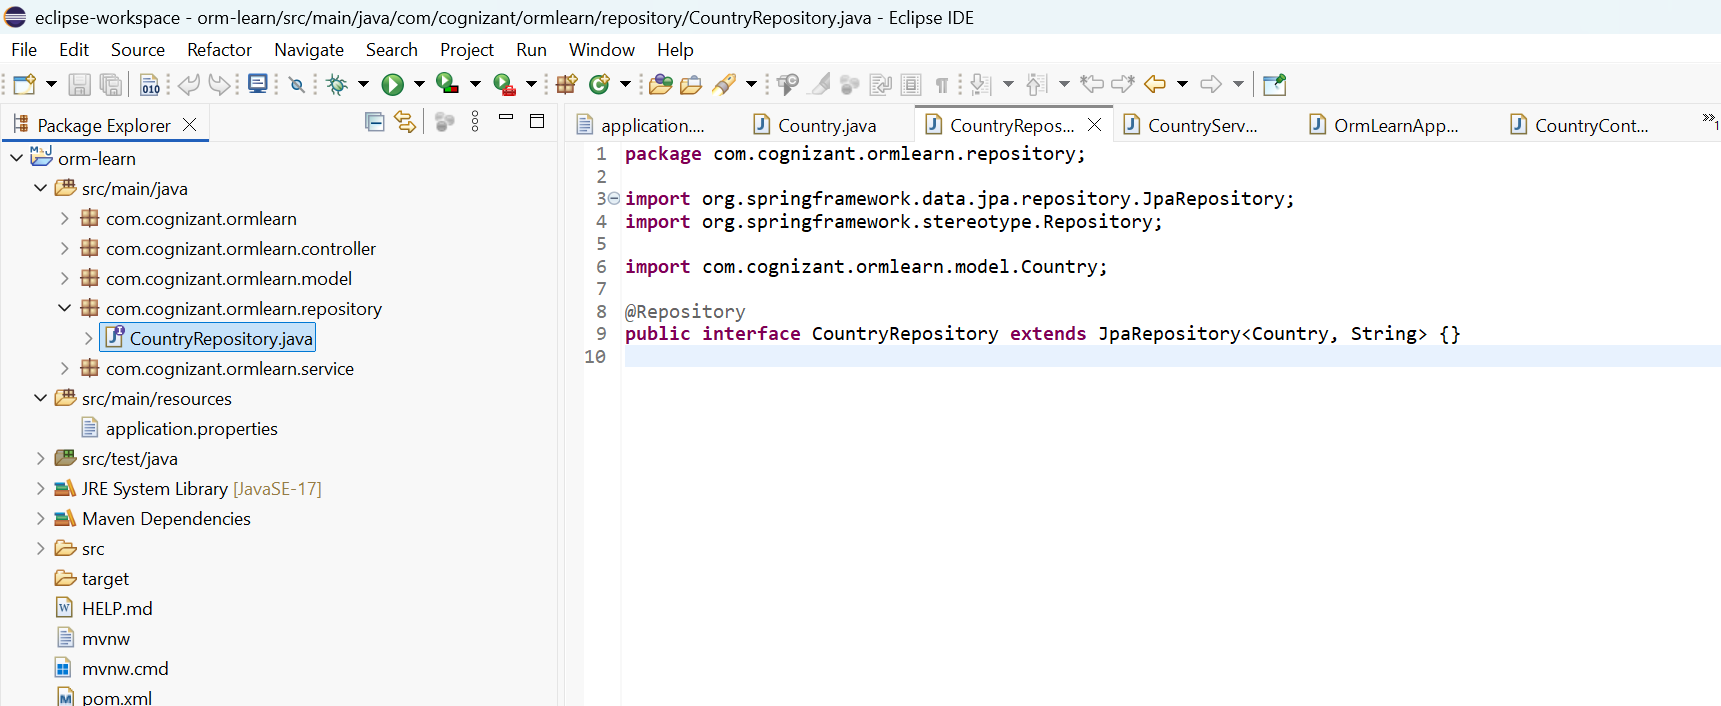 eclipse-workspace - orm-learn/src/main/java/com/cognizant/ormlearn/repository/CountryRepository.java - Eclipse IDE
File Edit Source Refactor Navigate Search Project Run Window Help
010
Package Explorer
application....
Country.java
CountryRepos...
CountryServ...
OrmLearnApp...
CountryCont...
»1
orm-learn
src/main/java
com.cognizant.ormlearn
com.cognizant.ormlearn.controller
com.cognizant.ormlearn.model
com.cognizant.ormlearn.repository
CountryRepository.java
com.cognizant.ormlearn.service
src/main/resources
application.properties
src/test/java
JRE System Library [JavaSE-17]
Maven Dependencies
src
target
HELP.md
mvnw
mvnw.cmd
pom.xml
1 package com.cognizant.ormlearn.repository;
2
3 import org.springframework.data.jpa.repository.JpaRepository;
4 import org.springframework.stereotype.Repository;
5
6 import com.cognizant.ormlearn.model.Country;
7
8 @Repository
9 public interface CountryRepository extends JpaRepository<Country, String> {}
10